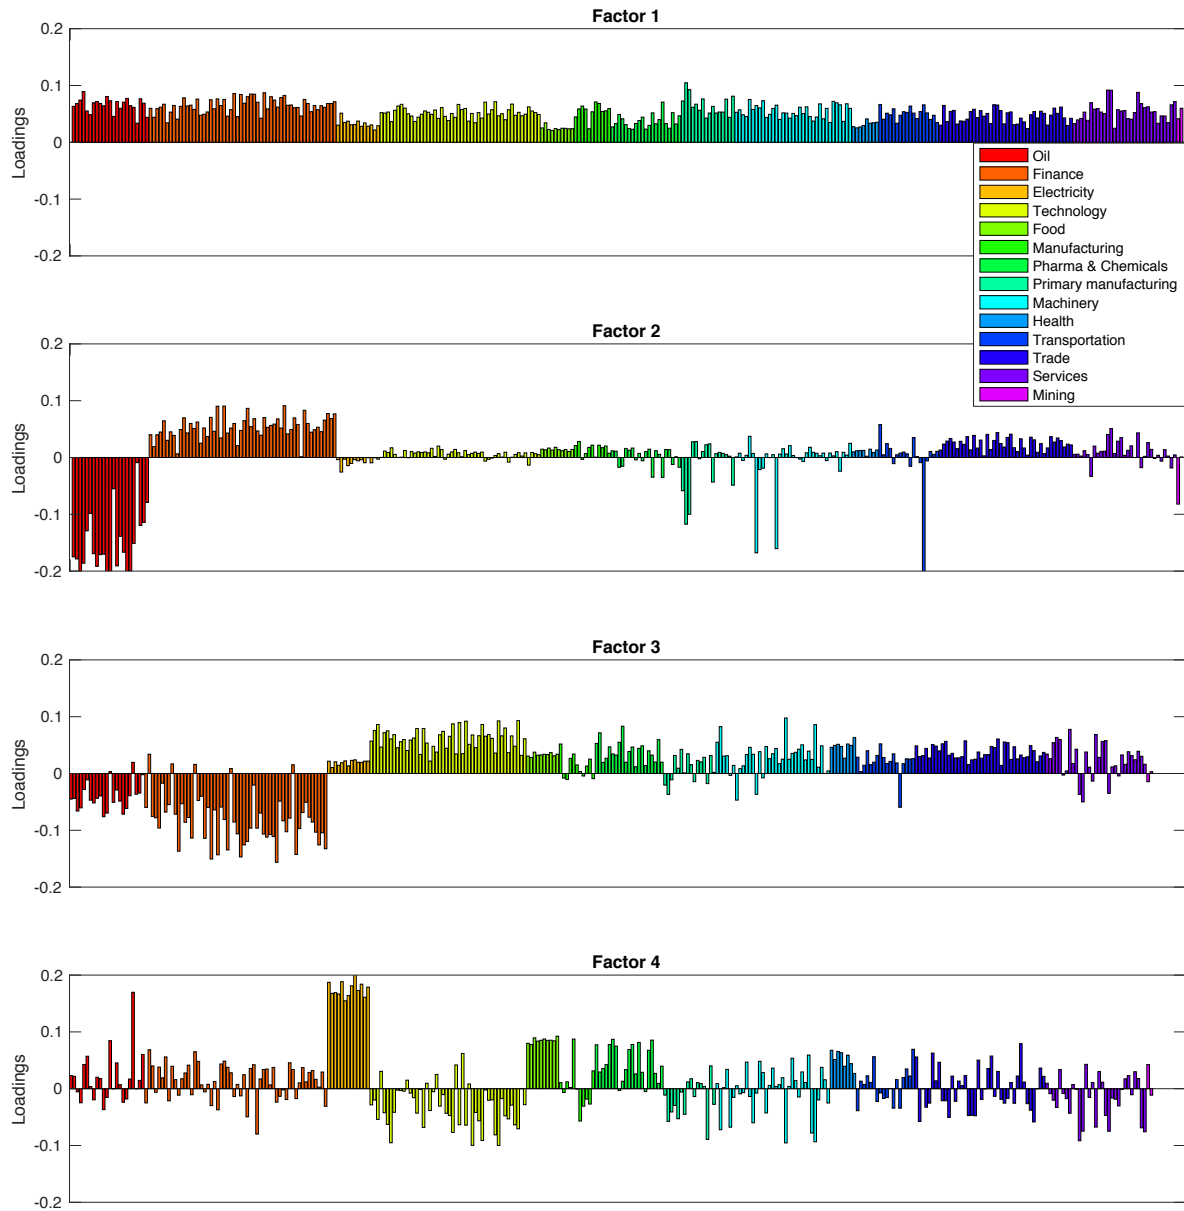 Factor 1
0.2
0.1
0
-0.1
-0.2
Loadings
Oil
Finance
Electricity
Technology
Food
Manufacturing
Pharma & Chemicals
Primary manufacturing
Machinery
Health
Transportation
Trade
Services
Mining
Factor 2
0.2
0.1
0
-0.1
-0.2
Loadings
Factor 3
0.2
0.1
0
-0.1
-0.2
Loadings
Factor 4
0.2
0.1
0
-0.1
-0.2
Loadings